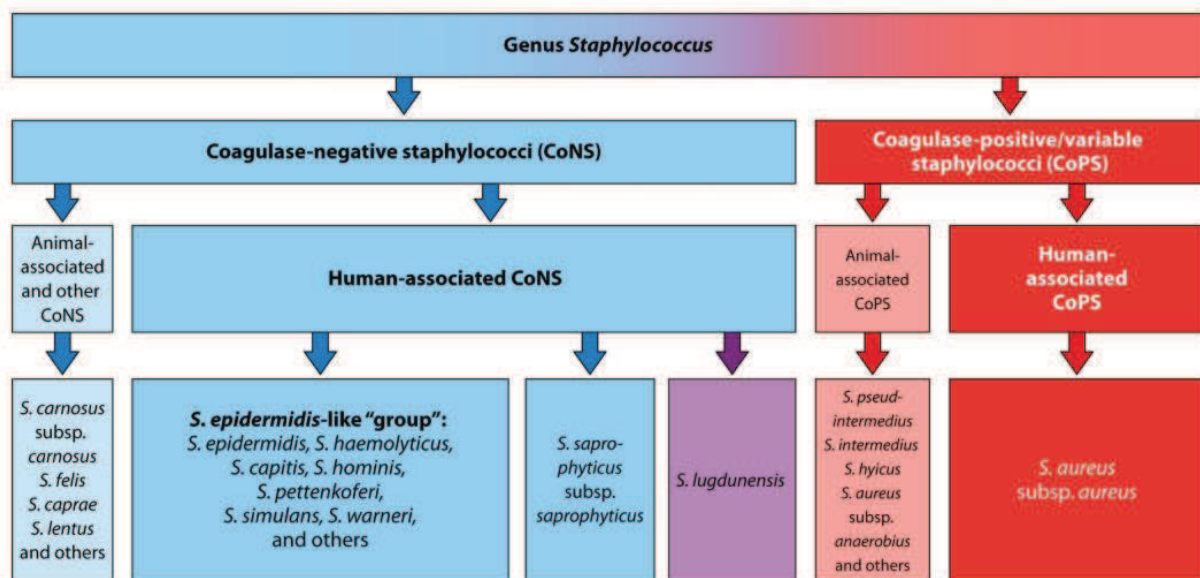 Genus Staphylococcus
Coagulase-negative staphylococci (CoNS)
Coagulase-positive/variable
staphylococci (CoPS)
Animal-
associated
and other
CoNS
Human-associated CoNS
Animal-
associated
CoPS
Human-
associated
CoPS
S. carnosus
subsp.
carnosus
S. felis
S. caprae
S. lentus
and others
S. epidermidis-like “group”:
S. epidermidis, S. haemolyticus,
S. capitis, S. hominis,
S. pettenkoferi,
S. simulans, S. warneri,
and others
S. sapro-
phyticus
subsp.
saprophyticus
S. lugdunensis
S. pseud-
intermedius
S. intermedius
S. hyicus
S. aureus
subsp.
anaerobius
and others
S. aureus
subsp. aureus